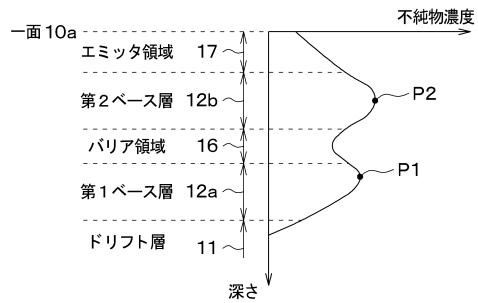 不純物濃度
一面 10a
エミッタ領域 17
第2ベース層 12b
P2
バリア領域 16
P1
第1ベース層 12a
ドリフト層 11
深さ